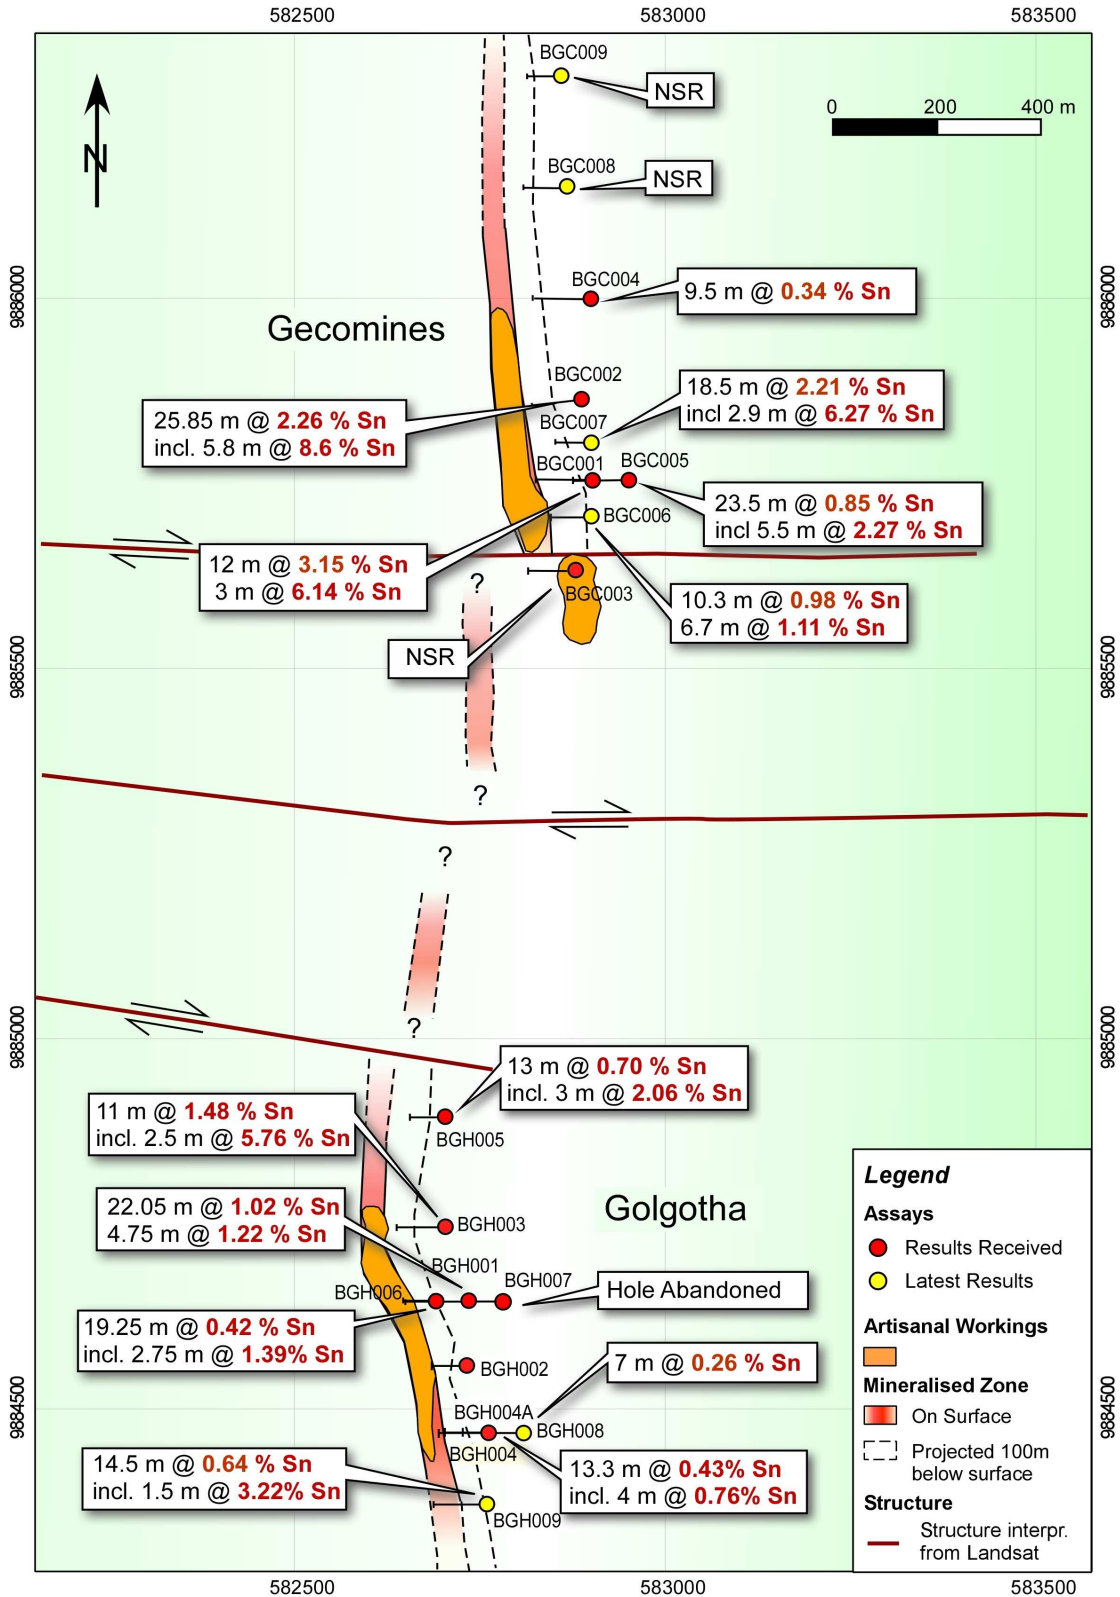 582500
583000
583500
BGC009
NSR
0
200
400 m
N
BGC008
NSR
9886000
9886000
BGC004
9.5 m @ 0.34 % Sn
Gecomines
BGC002
18.5 m @ 2.21 % Sn
incl 2.9 m @ 6.27 % Sn
25.85 m @ 2.26 % Sn
incl. 5.8 m @ 8.6 % Sn
BGC007
BGC001
BGC005
23.5 m @ 0.85 % Sn
incl 5.5 m @ 2.27 % Sn
BGC006
12 m @ 3.15 % Sn
3 m @ 6.14 % Sn
?
BGC003
10.3 m @ 0.98 % Sn
6.7 m @ 1.11 % Sn
NSR
9885500
9885500
?
?
?
9885000
9885000
13 m @ 0.70 % Sn
incl. 3 m @ 2.06 % Sn
11 m @ 1.48 % Sn
incl. 2.5 m @ 5.76 % Sn
BGH005
22.05 m @ 1.02 % Sn
4.75 m @ 1.22 % Sn
BGH003
Golgotha
BGH001
BGH007
BGH006
Hole Abandoned
19.25 m @ 0.42 % Sn
incl. 2.75 m @ 1.39% Sn
BGH002
7 m @ 0.26 % Sn
9884500
9884500
BGH004A
BGH008
BGH004
14.5 m @ 0.64 % Sn
incl. 1.5 m @ 3.22% Sn
13.3 m @ 0.43% Sn
incl. 4 m @ 0.76% Sn
BGH009
Legend
Assays
Results Received
Latest Results
Artisanal Workings
Mineralised Zone
On Surface
Projected 100m
below surface
Structure
Structure interpr.
from Landsat
582500
583000
583500